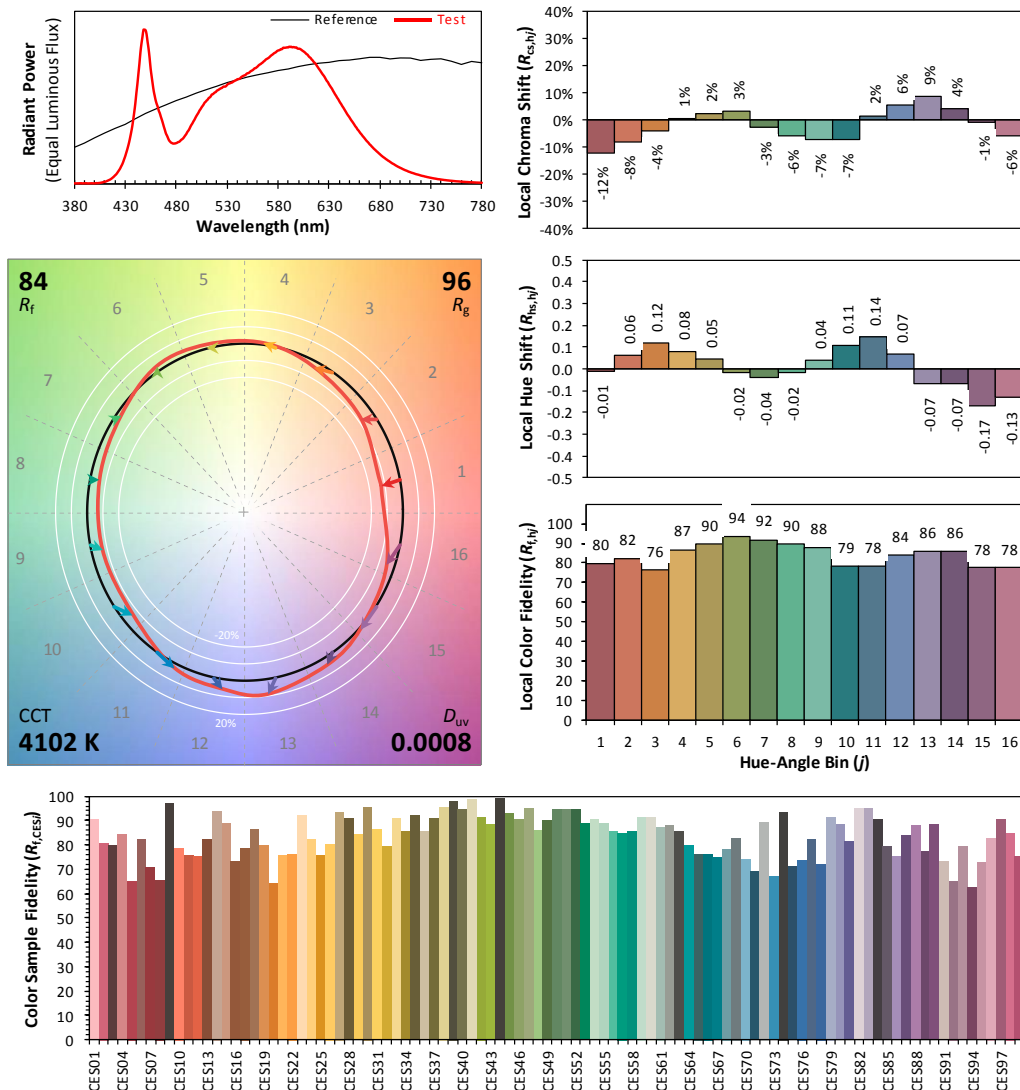 Reference
Test
Radiant Power
(Equal Luminous Flux)
380 430 480 530 580 630 680 730 780
Wavelength (nm)
Local Chroma Shift (Rcs,hj)
40%
30%
20%
10%
0%
-10%
-20%
-30%
-40%
-12% -8% -4% 1% 2% 3% -3% -6% -7% -7% 2% 6% 9% 4% -1% -6%
84
Rf
96
Rg
5 4
6 3
7 2
8 1
9 16
10 15
11 14
12 13
-20%
20%
CCT
4102 K
Duv
0.0008
Local Hue Shift (Rhs,hj)
0.5
0.4
0.3
0.2
0.1
0.0
-0.1
-0.2
-0.3
-0.4
-0.5
-0.01 0.06 0.12 0.08 0.05 -0.02 -0.04 -0.02 0.04 0.11 0.14 0.07 -0.07 -0.07 -0.17 -0.13
Local Color Fidelity (Rf,hj)
100
90
80
70
60
50
40
30
20
10
0
80 82 76 87 90 94 92 90 88 79 78 84 86 86 78 78
1 2 3 4 5 6 7 8 9 10 11 12 13 14 15 16
Hue-Angle Bin (j)
Color Sample Fidelity (Rf,CESi)
100
90
80
70
60
50
40
30
20
10
0
CES01 CES04 CES07 CES10 CES13 CES16 CES19 CES22 CES25 CES28 CES31 CES34 CES37 CES40 CES43 CES46 CES49 CES52 CES55 CES58 CES61 CES64 CES67 CES70 CES73 CES76 CES79 CES82 CES85 CES88 CES91 CES94 CES97